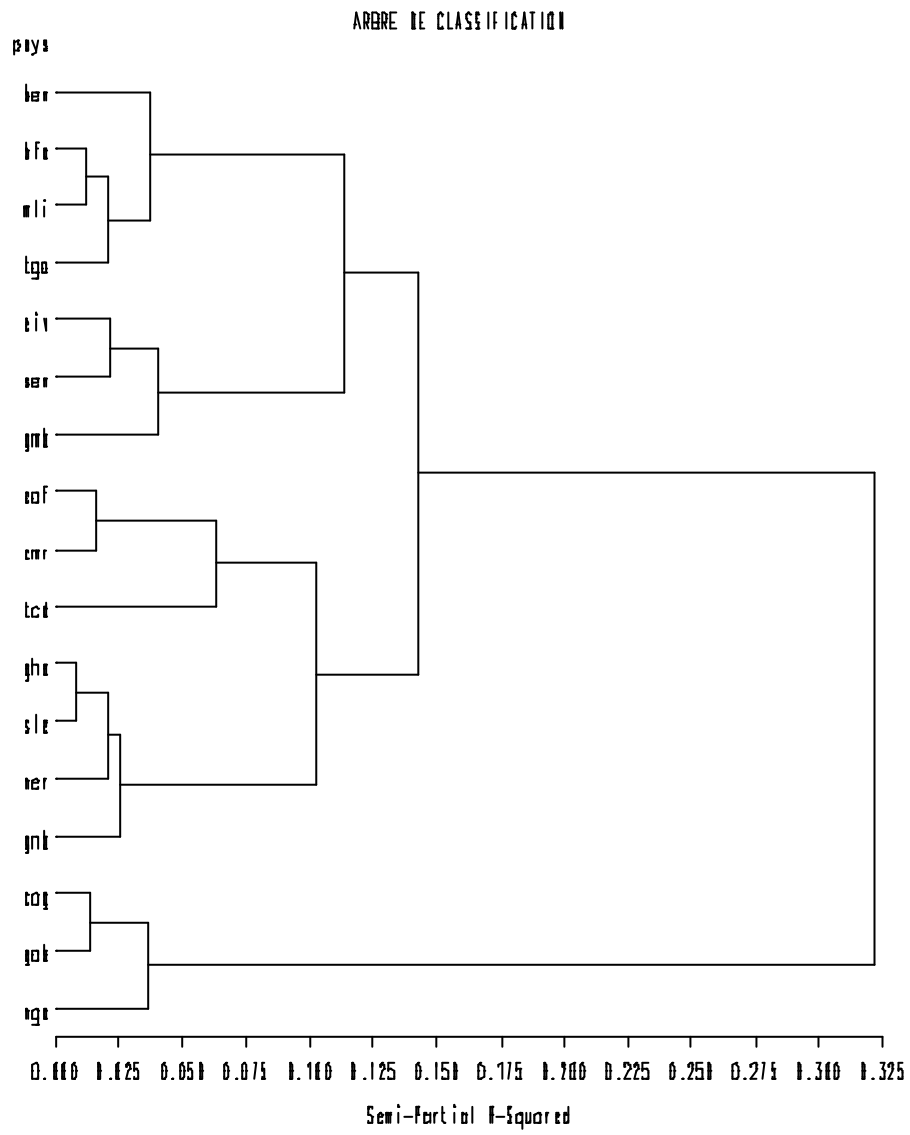 ARBRE DE CLASSIFICATION
pays
ben
bfa
mli
tgo
civ
sen
gmb
caf
cmr
tcd
gha
sle
ner
gnb
cog
gab
nga
0.000 0.025 0.050 0.075 0.100 0.125 0.150 0.175 0.200 0.225 0.250 0.275 0.300 0.325
Semi-Partial R-Squared